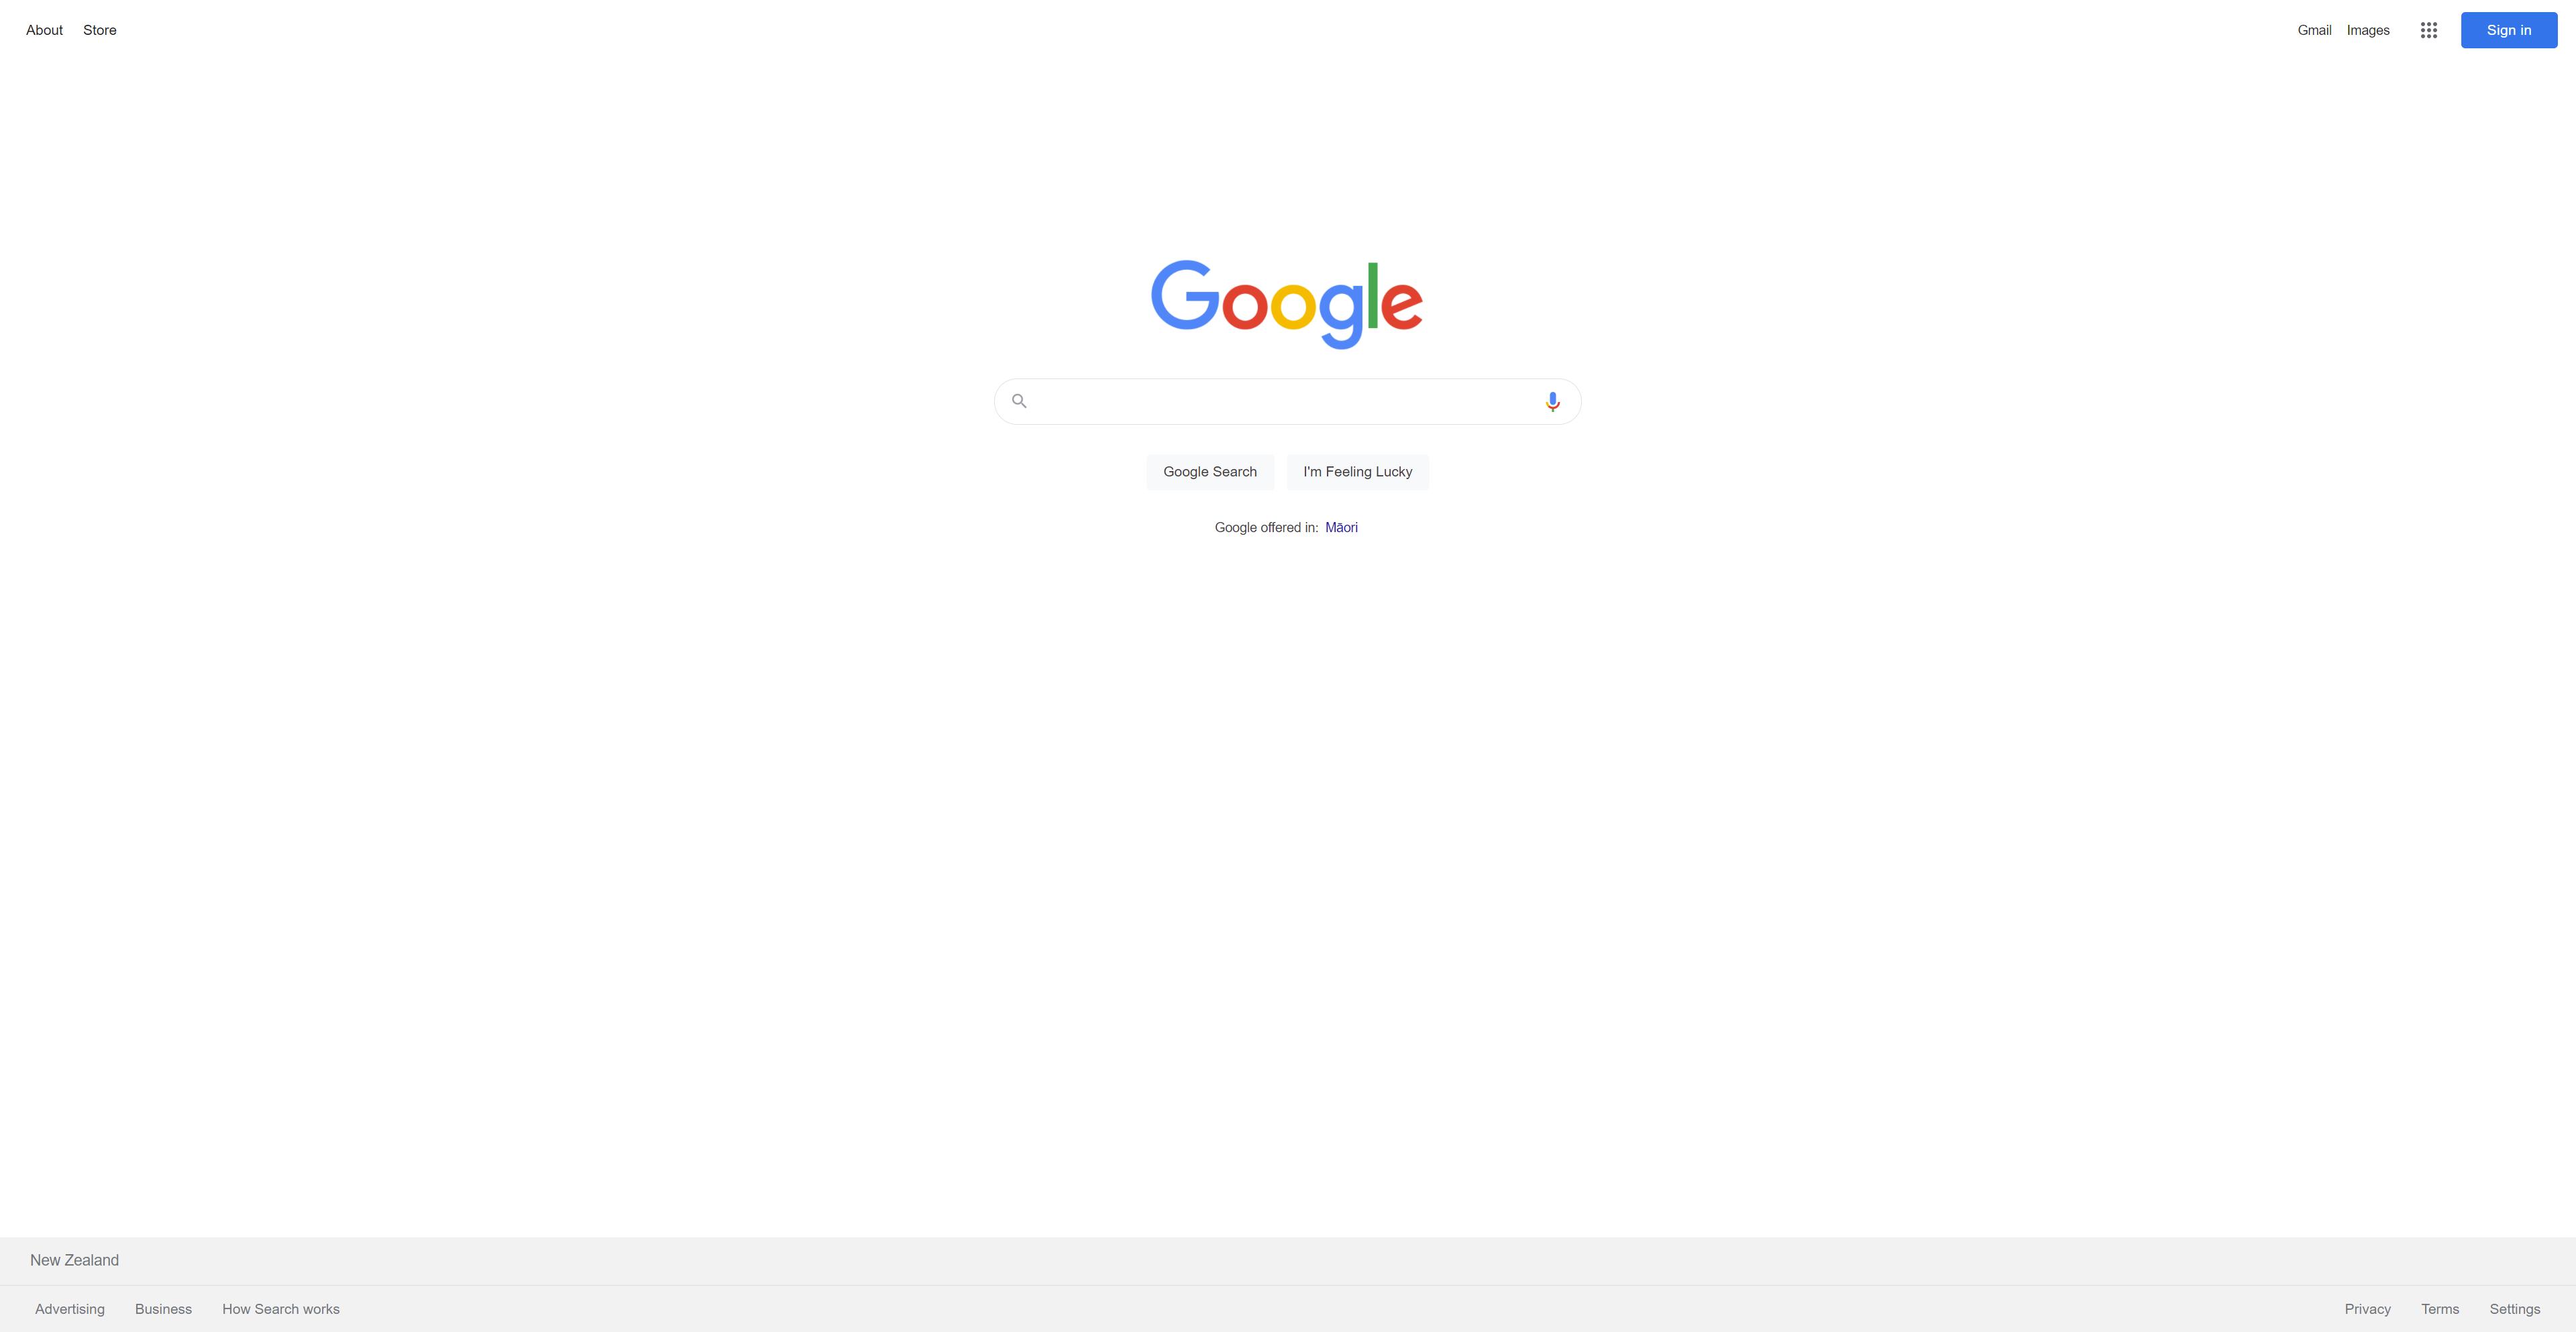 About Store Gmail Images Sign in
Google
Google Search I'm Feeling Lucky
Google offered in: Māori
New Zealand
Advertising Business How Search works Privacy Terms Settings